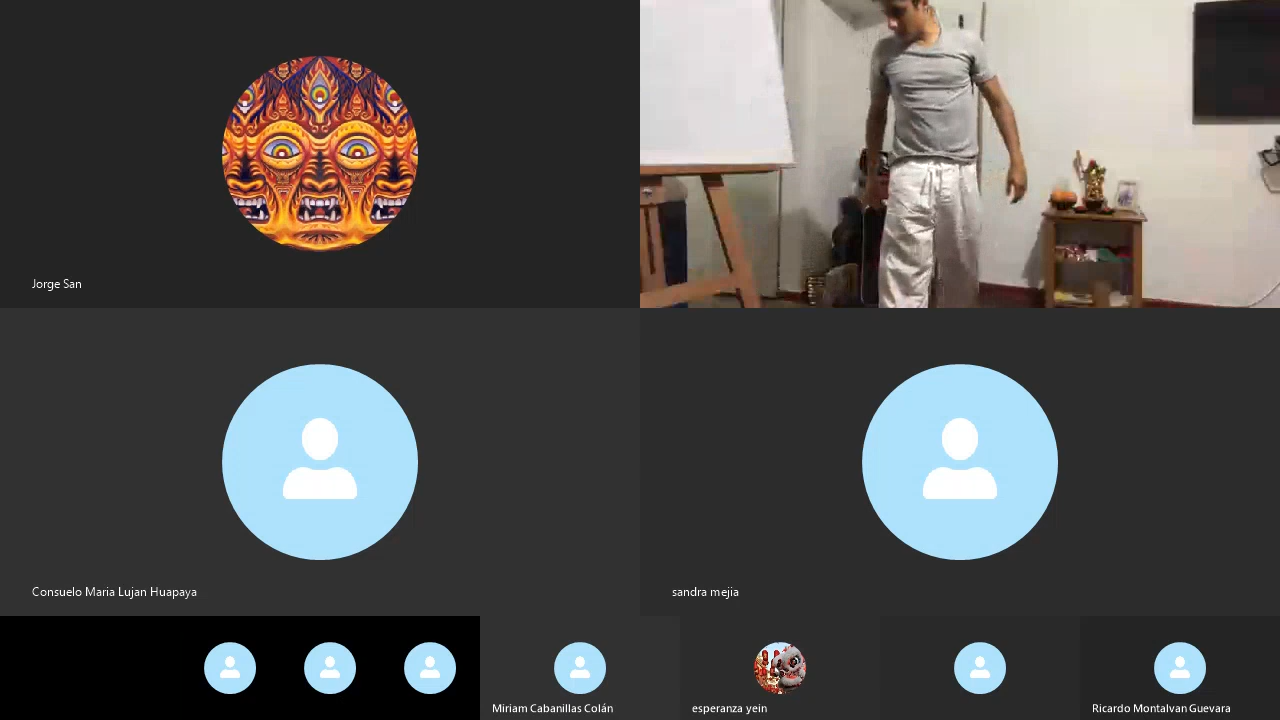 Jorge San
Consuelo Maria Lujan Huapaya
sandra mejia
Miriam Cabanillas Colán
esperanza yein
Ricardo Montalvan Guevara